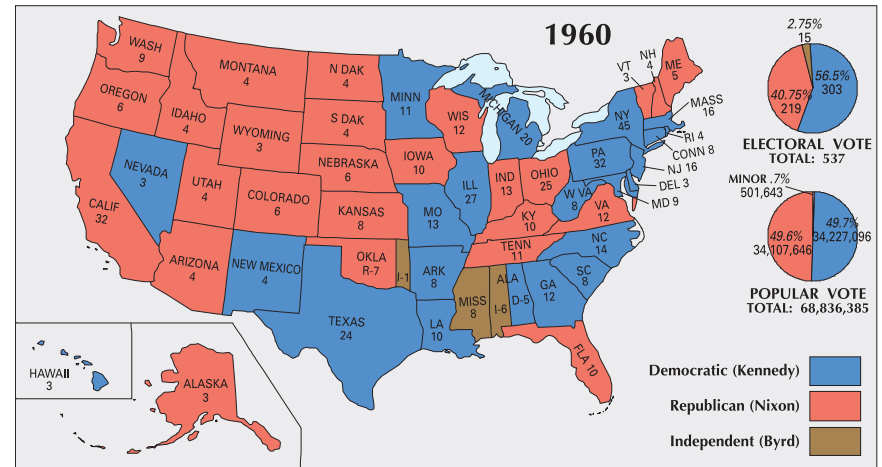 1960
WASH
9
OREGON
6
CALIF
32
NEVADA
3
IDAHO
4
MONTANA
4
WYOMING
3
UTAH
4
ARIZONA
4
COLORADO
6
NEW MEXICO
4
N DAK
4
S DAK
4
NEBRASKA
6
KANSAS
8
OKLA
R-7
I-1
TEXAS
24
MINN
11
IOWA
10
MO
13
ARK
8
LA
10
WIS
12
ILL
27
MICHIGAN 20
IND
13
OHIO
25
KY
10
TENN
11
MISS
8
ALA
I-6
D-5
GA
12
FLA 10
SC
8
NC
14
VA
12
W VA
8
PA
32
NY
45
VT
3
NH
4
ME
5
MASS
16
RI 4
CONN 8
NJ 16
DEL 3
MD 9
HAWAII
3
ALASKA
3
2.75%
15
56.5%
303
40.75%
219
ELECTORAL VOTE
TOTAL: 537
MINOR .7%
501,643
49.7%
34,227,096
49.6%
34,107,646
POPULAR VOTE
TOTAL: 68,836,385
Democratic (Kennedy)
Republican (Nixon)
Independent (Byrd)